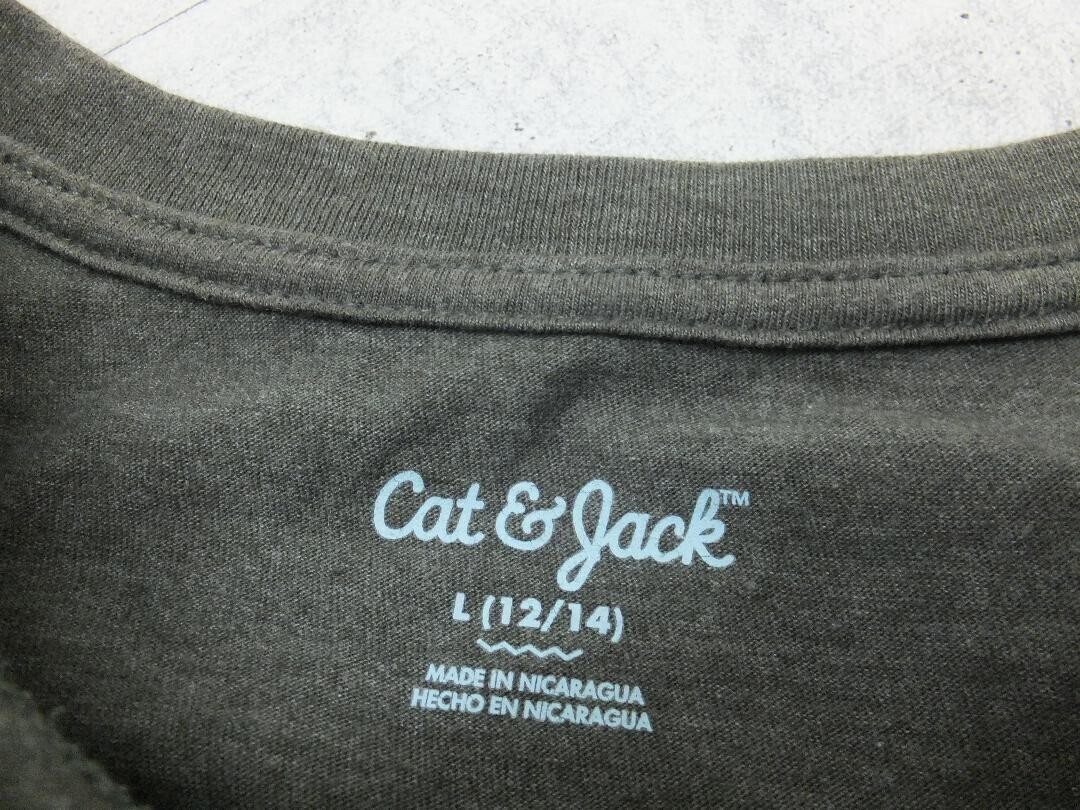 Cat & Jack™
L (12/14)
MADE IN NICARAGUA
HECHO EN NICARAGUA